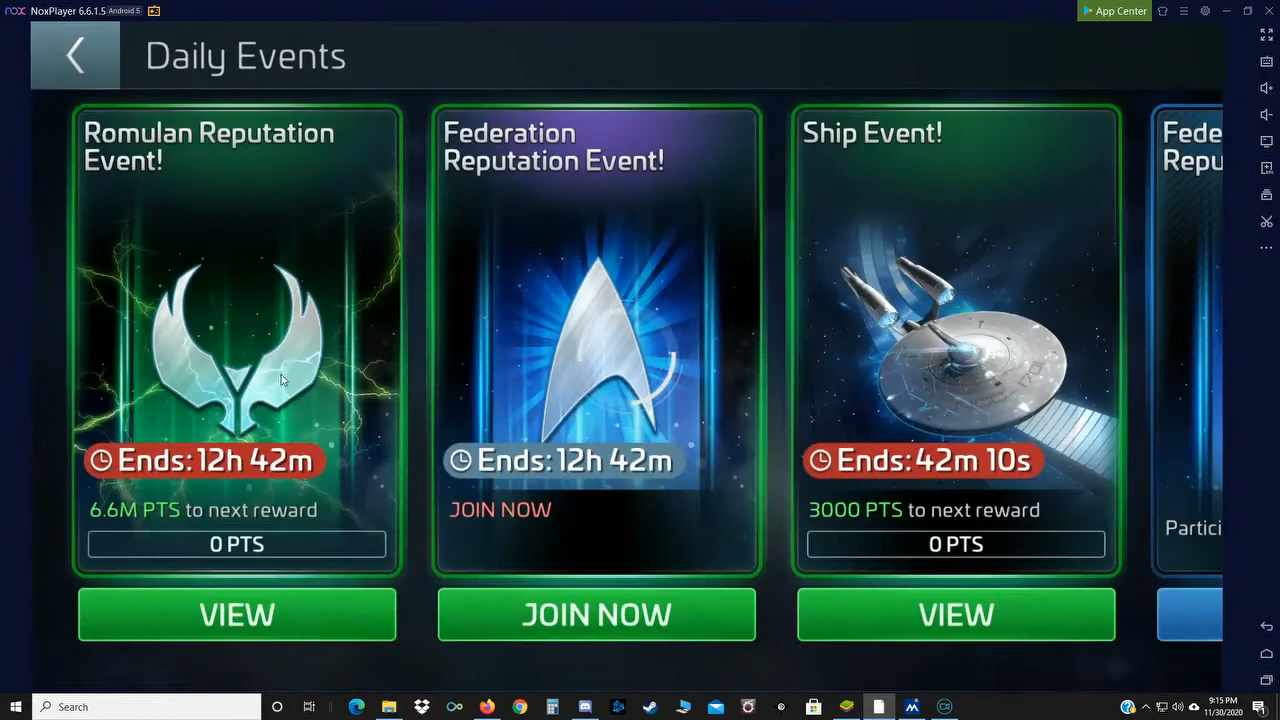 nox NoxPlayer 6.6.1.5 Android 5
App Center
Daily Events
Romulan Reputation
Event!
Ends: 12h 42m
6.6M PTS to next reward
0 PTS
VIEW
Federation
Reputation Event!
Ends: 12h 42m
JOIN NOW
JOIN NOW
Ship Event!
Ends: 42m 10s
3000 PTS to next reward
0 PTS
VIEW
Fede
Repu
Partici
Search
9:15 PM
11/30/2020